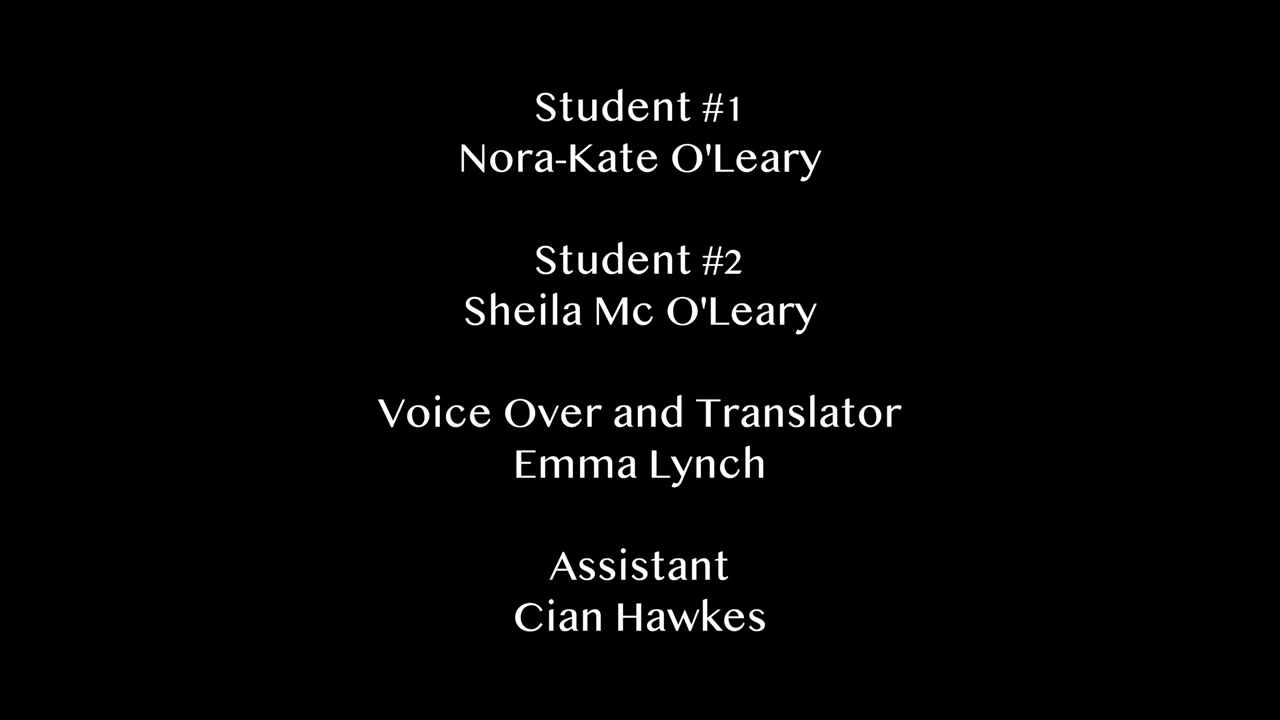 Student #1
Nora-Kate O'Leary
Student #2
Sheila Mc O'Leary
Voice Over and Translator
Emma Lynch
Assistant
Cian Hawkes